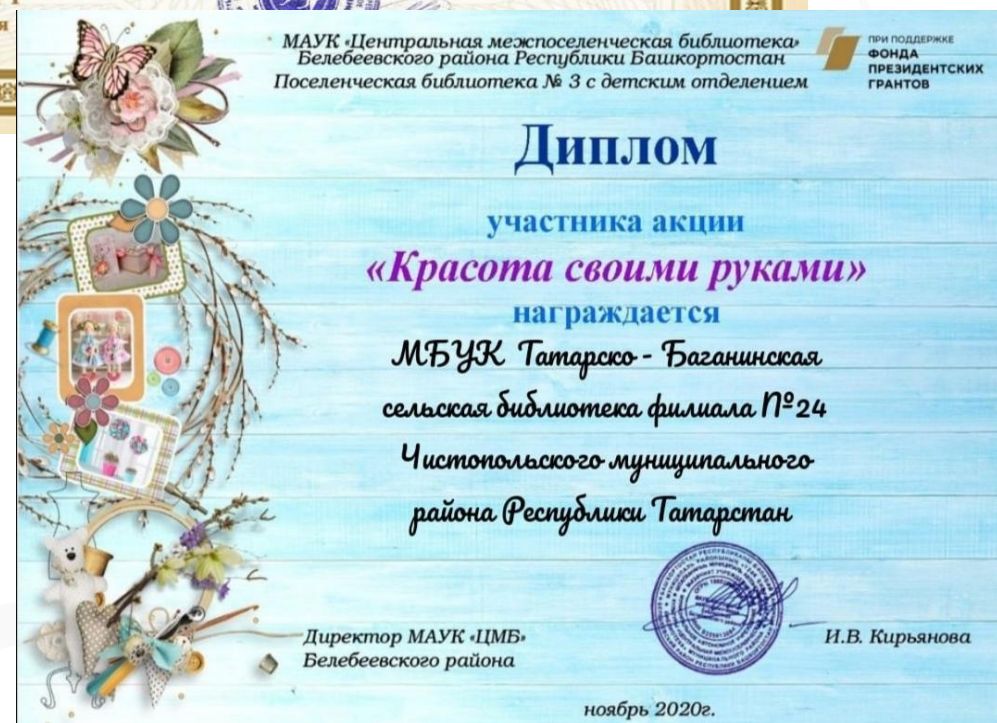 МАУК «Центральная межпоселенческая библиотека»
Белебеевского района Республики Башкортостан
Поселенческая библиотека № 3 с детским отделением
ПРИ ПОДДЕРЖКЕ
ФОНДА
ПРЕЗИДЕНТСКИХ
ГРАНТОВ
Диплом
участника акции
«Красота своими руками»
награждается
МБУК Татарско - Баганинская
сельская библиотека филиала №24
Чистопольского муниципального
района Республики Татарстан
Директор МАУК «ЦМБ»
Белебеевского района
И.В. Кирьянова
ноябрь 2020г.